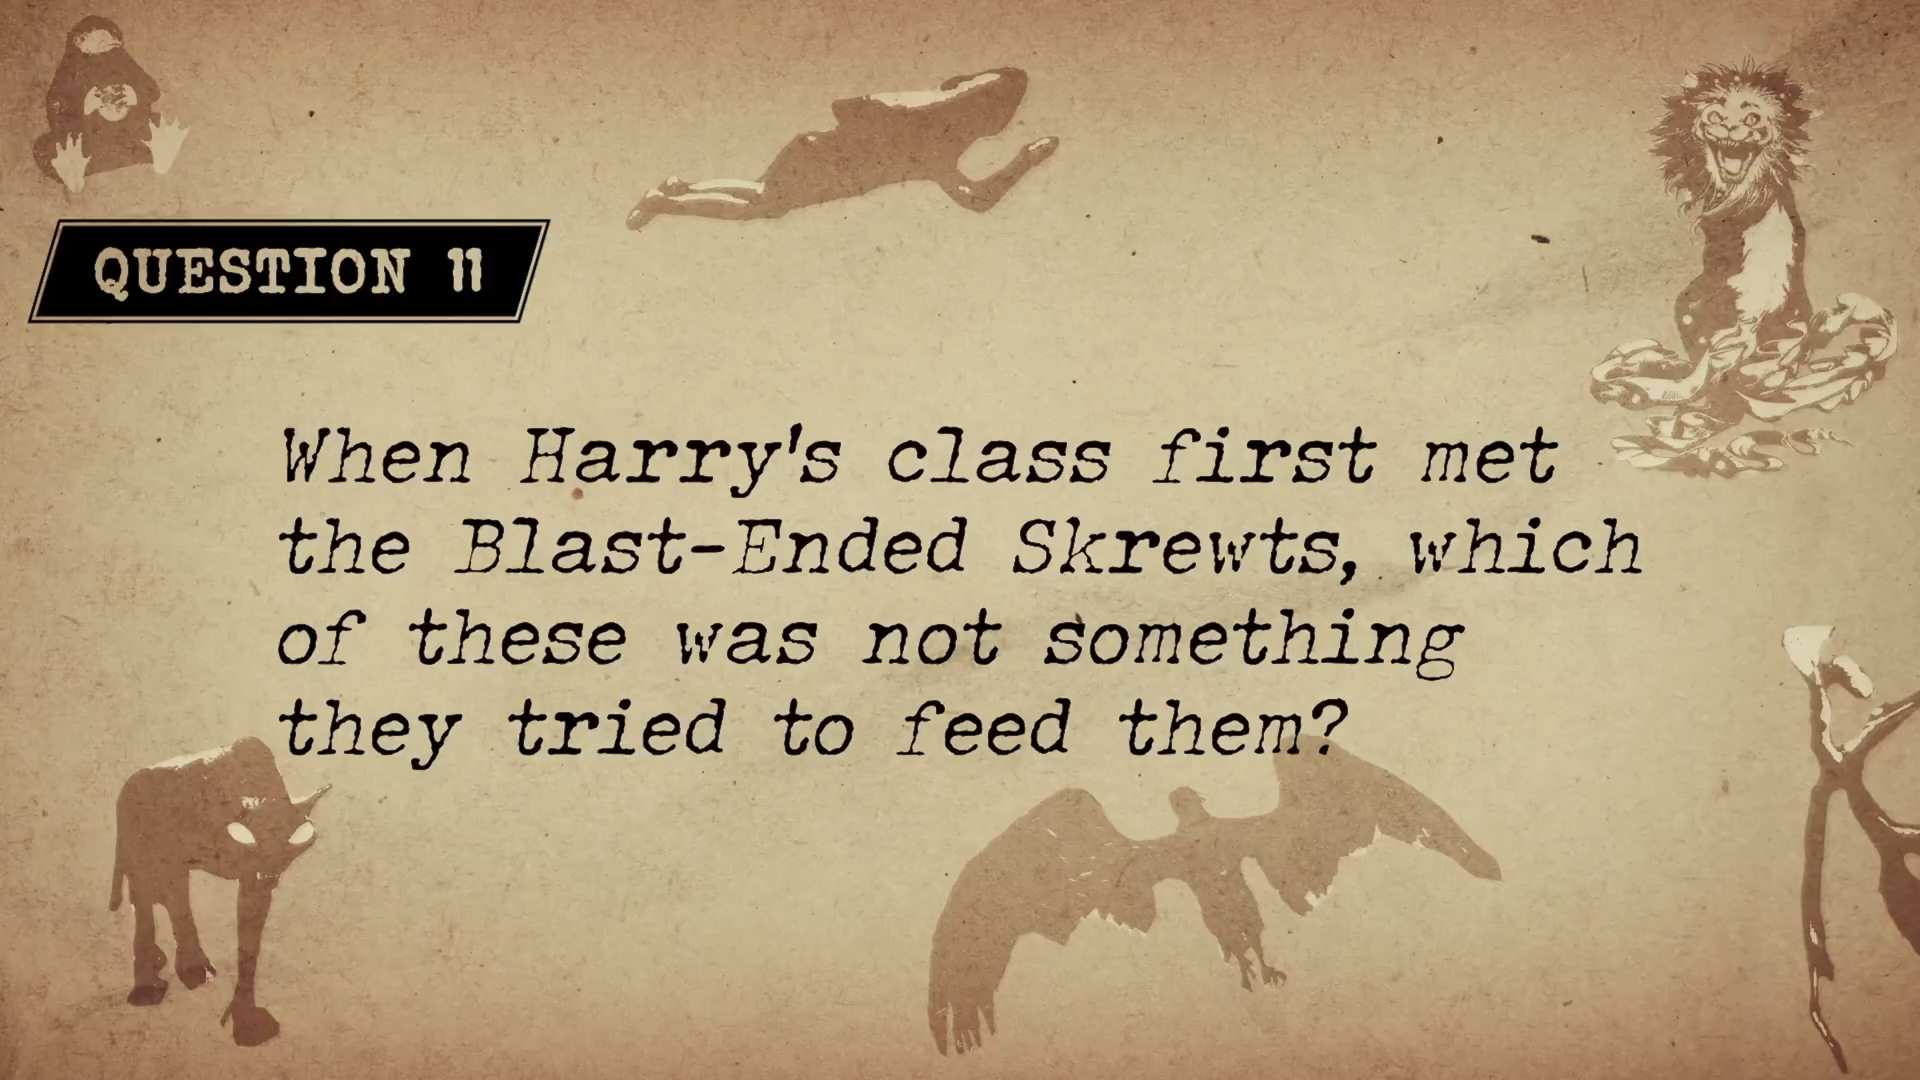 QUESTION 11
When Harry's class first met
the Blast-Ended Skrewts, which
of these was not something
they tried to feed them?